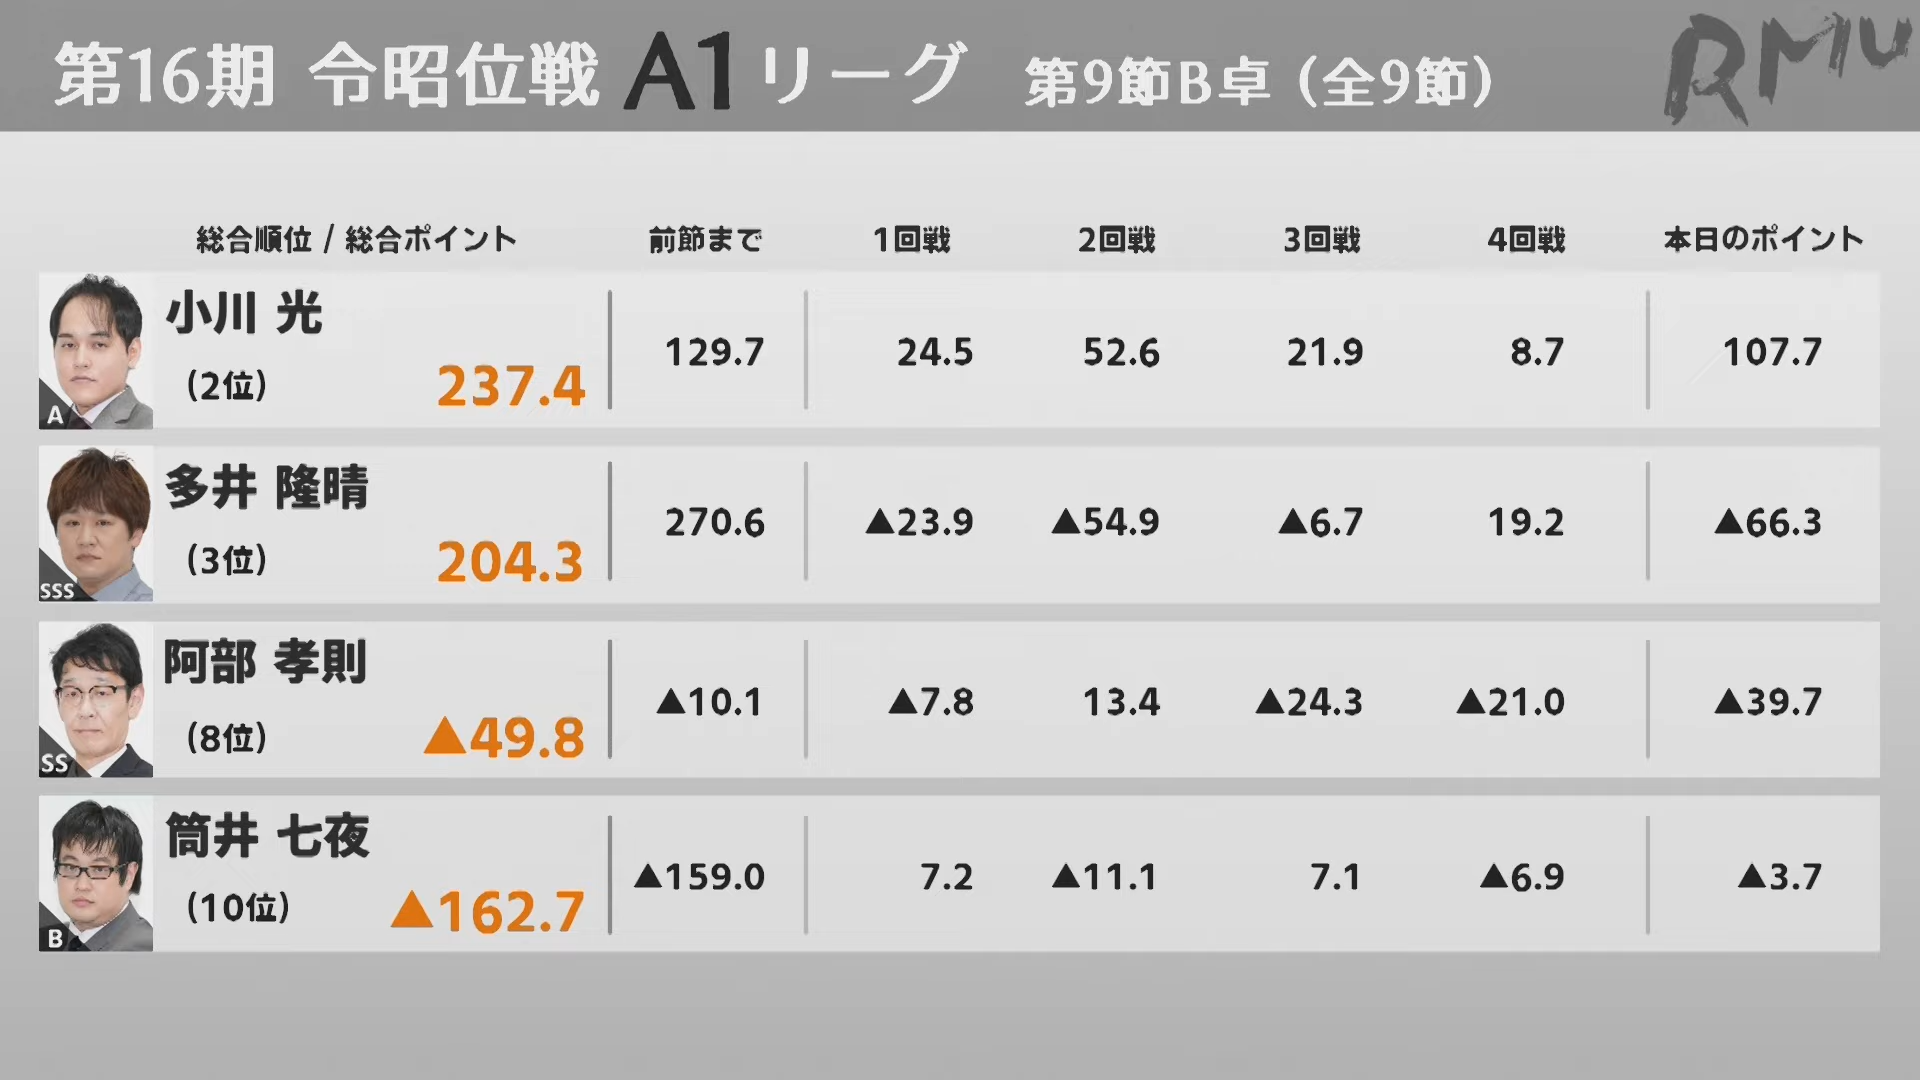 第16期 令昭位戦 A1 リーグ 第9節B卓 (全9節)
RMU
総合順位 / 総合ポイント 前節まで 1回戦 2回戦 3回戦 4回戦 本日のポイント
小川 光
(2位) 237.4 129.7 24.5 52.6 21.9 8.7 107.7
A
多井 隆晴
(3位) 204.3 270.6 ▲23.9 ▲54.9 ▲6.7 19.2 ▲66.3
SSS
阿部 孝則
(8位) ▲49.8 ▲10.1 ▲7.8 13.4 ▲24.3 ▲21.0 ▲39.7
SS
筒井 七夜
(10位) ▲162.7 ▲159.0 7.2 ▲11.1 7.1 ▲6.9 ▲3.7
B